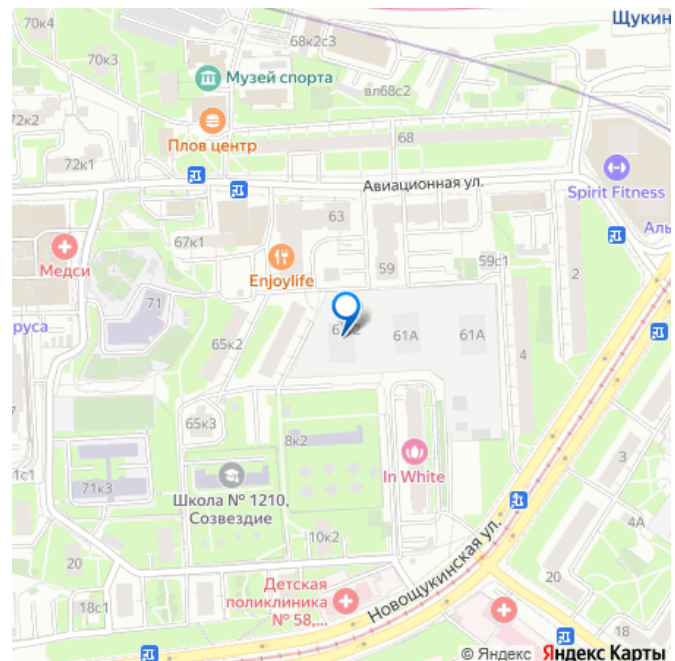 70к4
68к2с3
Щукин
70к3
Музей спорта
вл68с2
72к2
Плов центр
68
72к1
Авиационная ул.
Spirit Fitness
63
67к1
Аль
Медси
Enjoylife
59
59с1
2
71
руса
65к2
61А
61А
4
65к3
8к2
In White
3
1с1
71к3
Школа № 1210,
Созвездие
4А
10к2
Новощукинская ул.
20
Детская
поликлиника
№ 58,...
20
18с1
© Яндекс Яндекс Карты